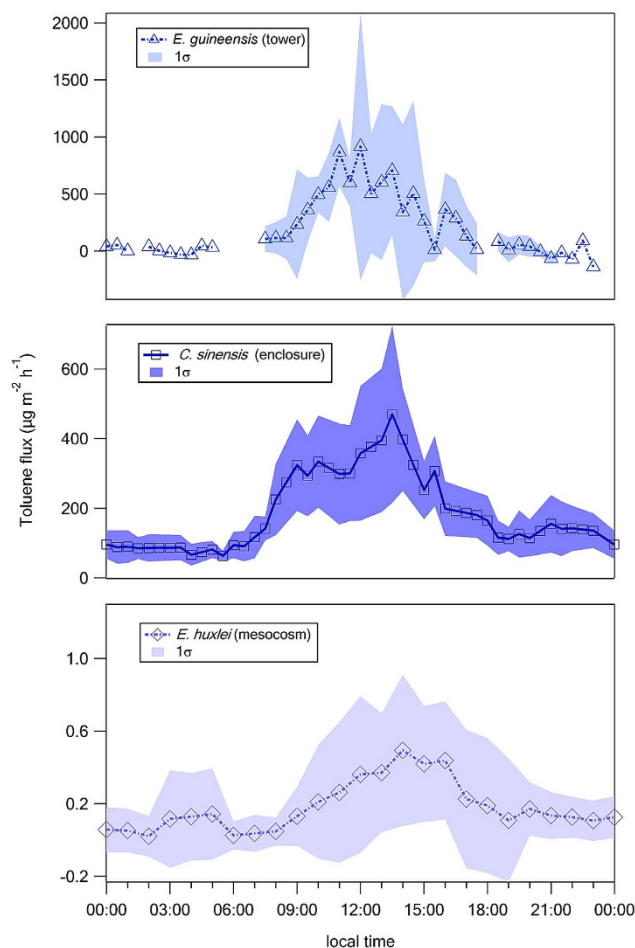 2000
E. guineensis (tower)
1σ
1500
1000
500
0
C. sinensis (enclosure)
1σ
600
400
200
0
Toluene flux (µg m⁻² h⁻¹)
E. huxlei (mesocosm)
1σ
1.0
0.6
0.2
-0.2
00:00 03:00 06:00 09:00 12:00 15:00 18:00 21:00 00:00
local time